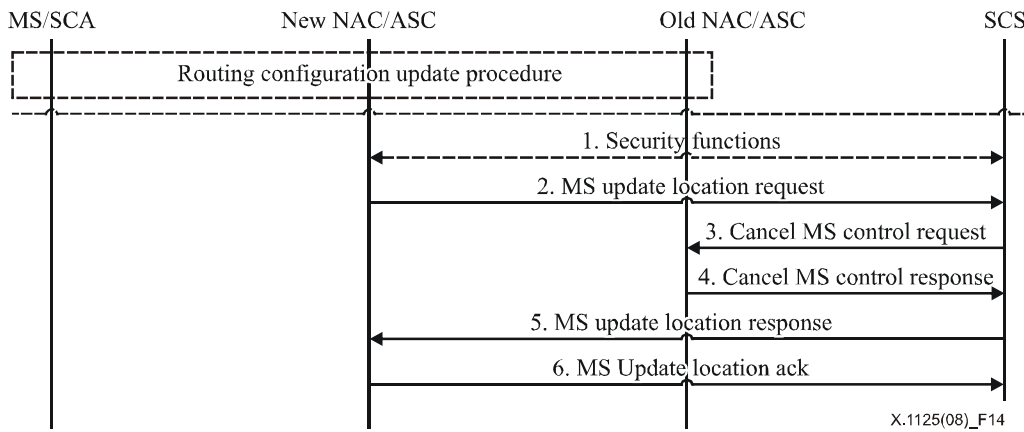 MS/SCA New NAC/ASC Old NAC/ASC SCS
Routing configuration update procedure
1. Security functions
2. MS update location request
3. Cancel MS control request
4. Cancel MS control response
5. MS update location response
6. MS Update location ack
X.1125(08)_F14